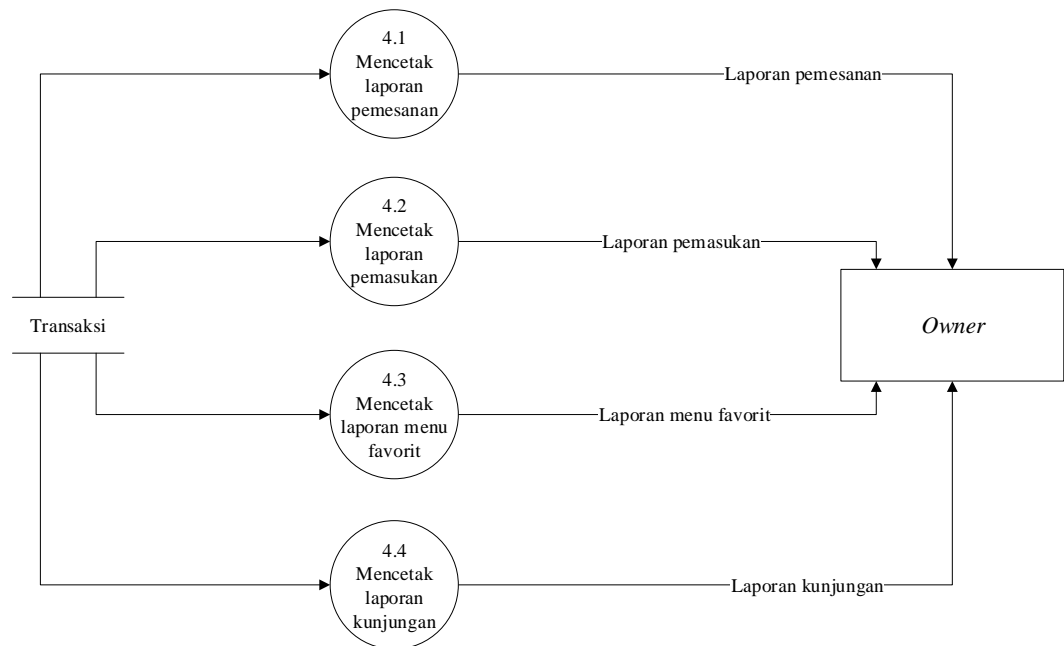 4.1
Mencetak
laporan
pemesanan
Laporan pemesanan
4.2
Mencetak
laporan
pemasukan
Laporan pemasukan
Transaksi
Owner
4.3
Mencetak
laporan menu
favorit
Laporan menu favorit
4.4
Mencetak
laporan
kunjungan
Laporan kunjungan